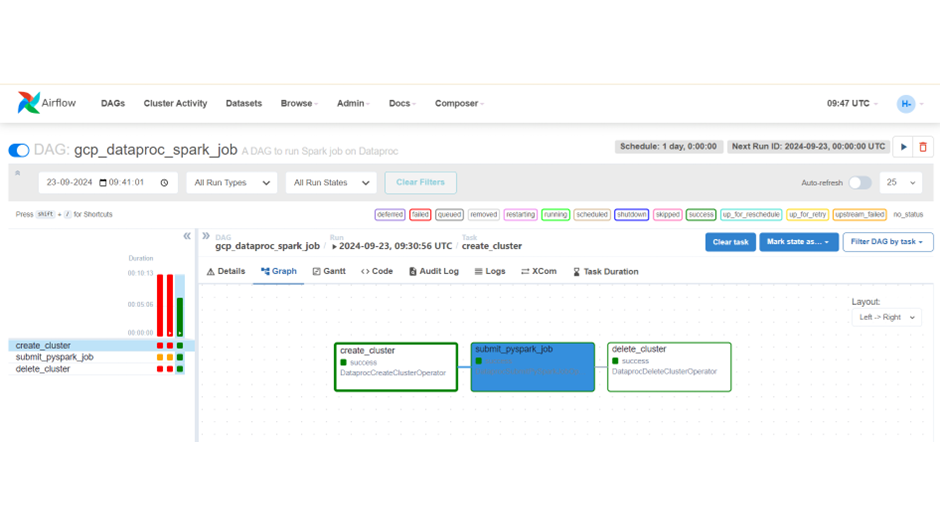 Airflow DAGs Cluster Activity Datasets Browse Admin Docs Composer 09:47 UTC H-
DAG: gcp_dataproc_spark_job A DAG to run Spark job on Dataproc Schedule: 1 day, 0:00:00 Next Run ID: 2024-09-23, 00:00:00 UTC
23-09-2024 09:41:01 All Run Types All Run States Clear Filters Auto-refresh 25
Press shift + / for Shortcuts deferred failed queued removed restarting running scheduled shutdown skipped success up_for_reschedule up_for_retry upstream_failed no_status
DAG Run Task
gcp_dataproc_spark_job / 2024-09-23, 09:30:56 UTC / create_cluster Clear task Mark state as... Filter DAG by task
Details Graph Gantt Code Audit Log Logs XCom Task Duration
Duration
00:10:13
00:05:06
00:00:00
create_cluster
submit_pyspark_job
delete_cluster
Layout:
Left -> Right
create_cluster
success
DataprocCreateClusterOperator
submit_pyspark_job
delete_cluster
success
DataprocDeleteClusterOperator